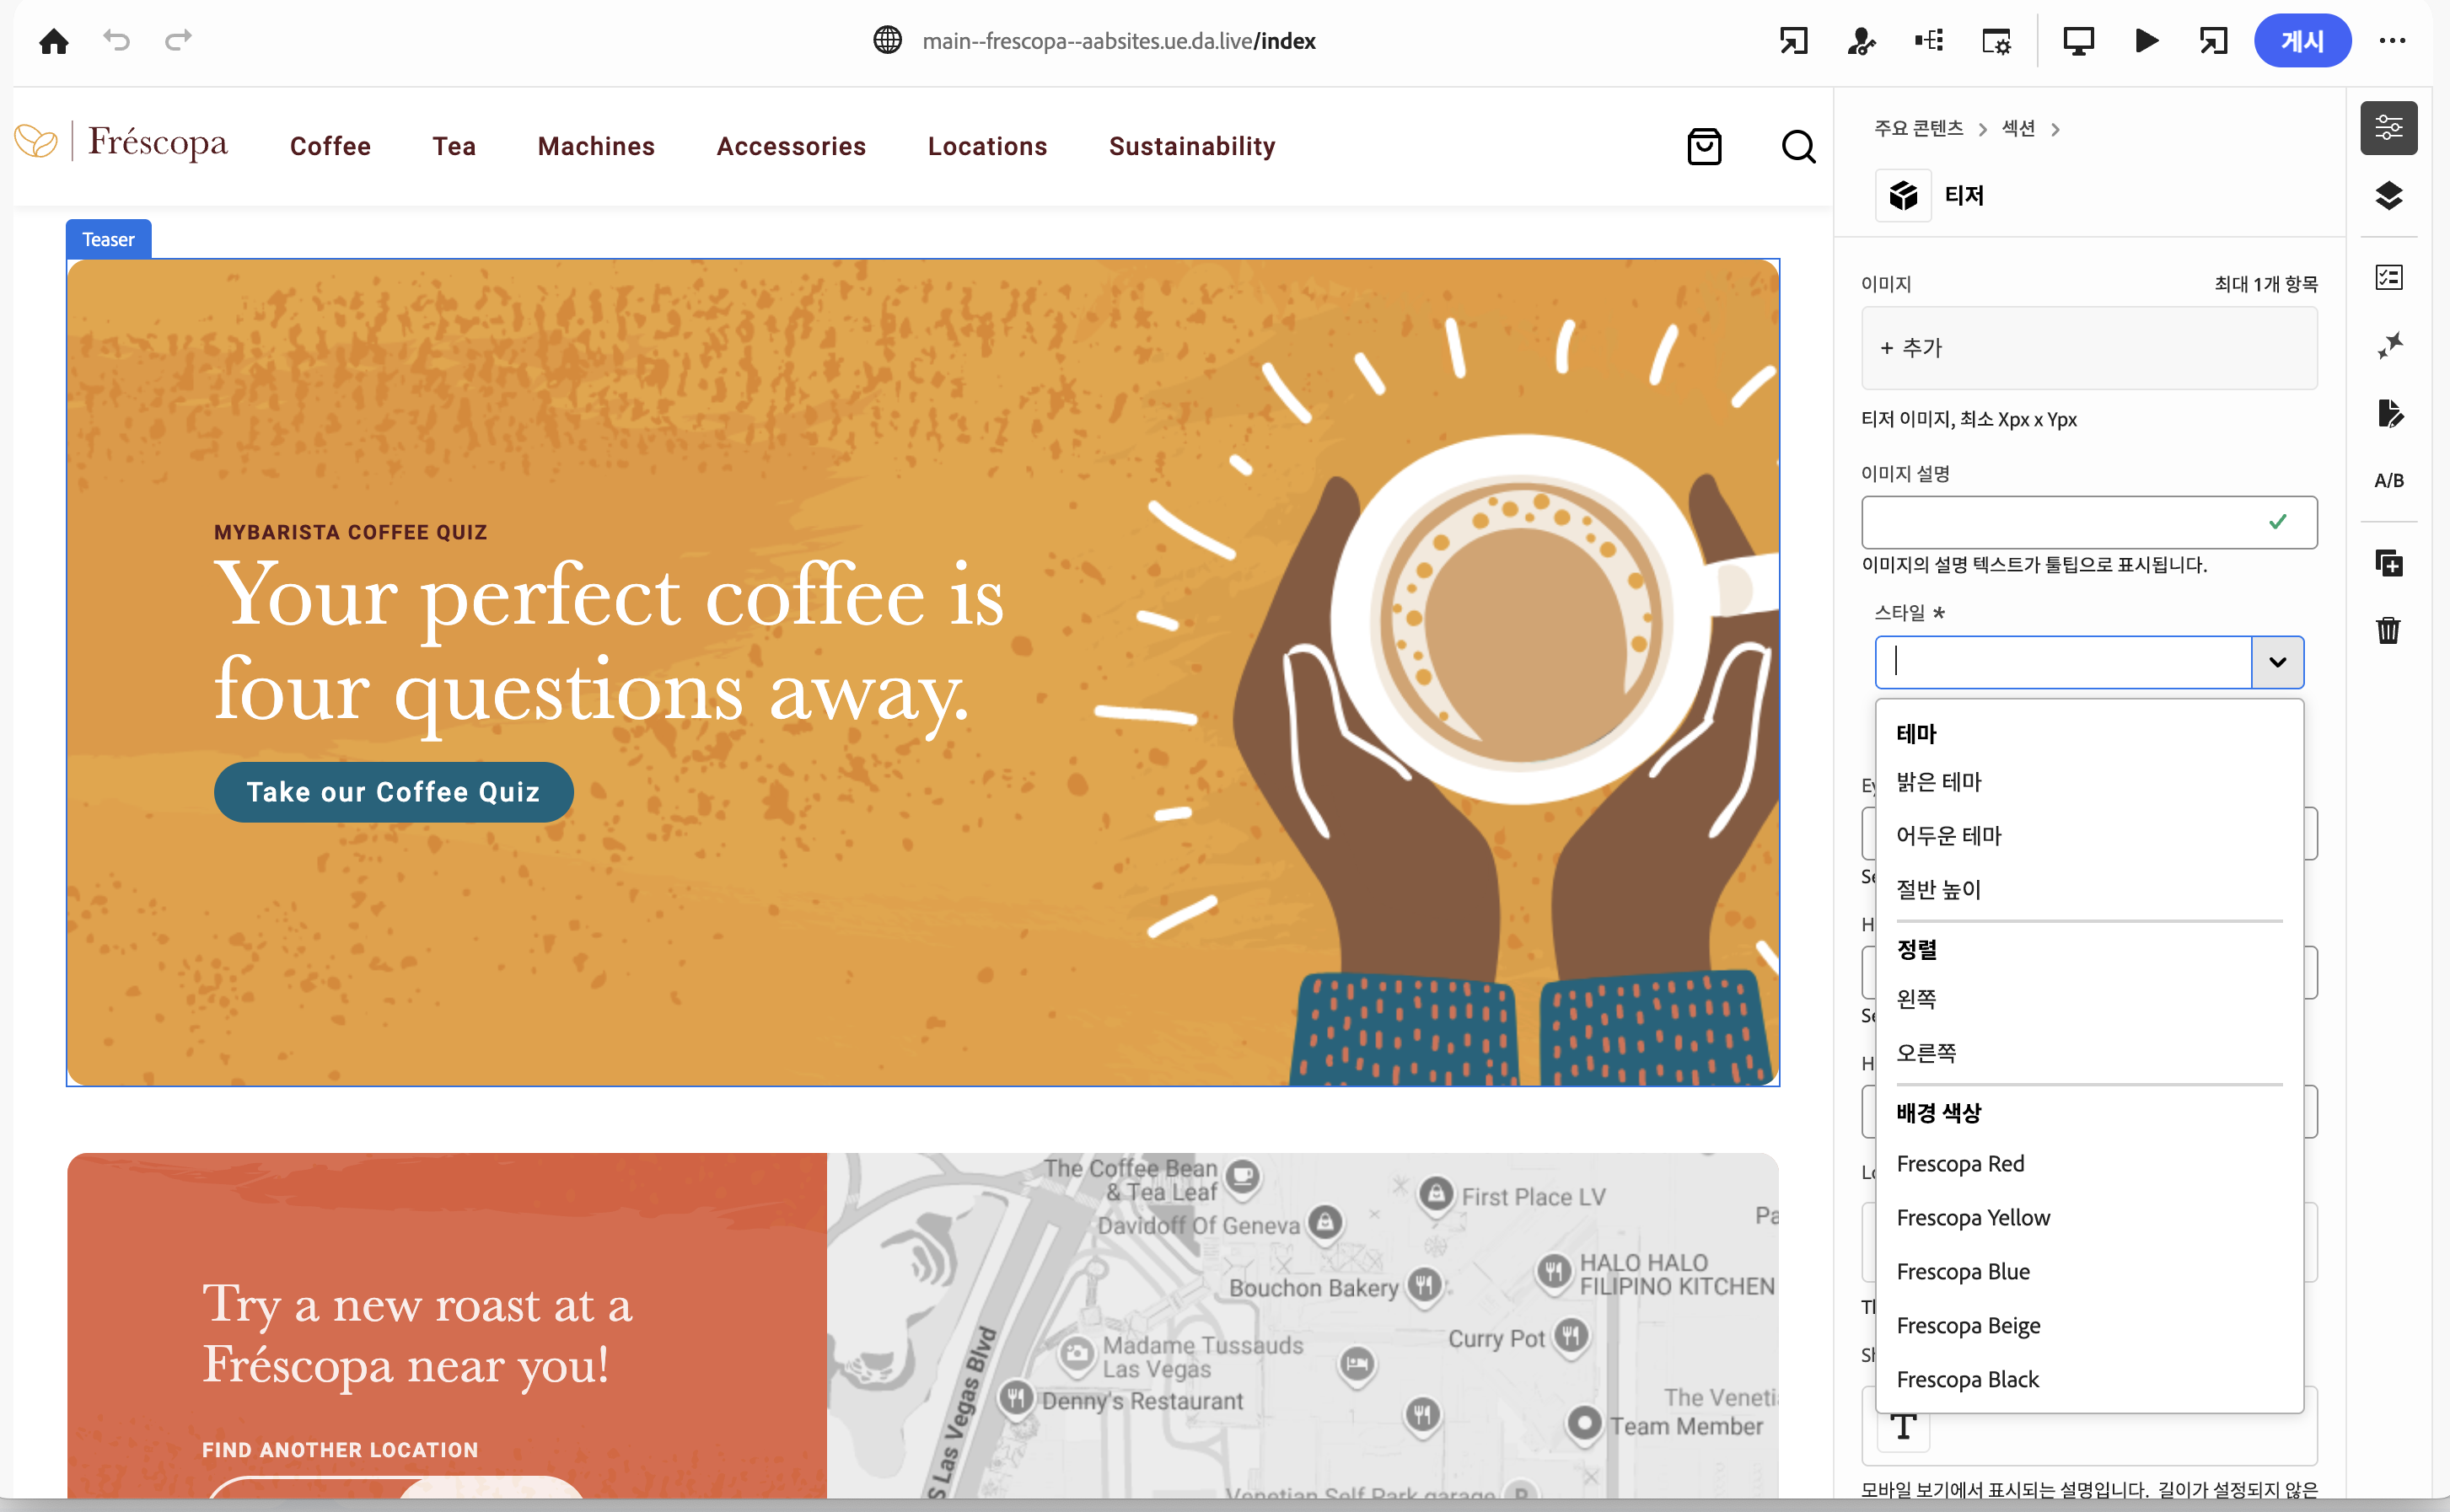 main--frescopa--aabsites.ue.da.live/index
게시
Fréscopa
Coffee
Tea
Machines
Accessories
Locations
Sustainability
Teaser
MYBARISTA COFFEE QUIZ
Your perfect coffee is
four questions away.
Take our Coffee Quiz
Try a new roast at a
Fréscopa near you!
FIND ANOTHER LOCATION
The Coffee Bean
& Tea Leaf
Davidoff Of Geneva
First Place LV
Bouchon Bakery
HALO HALO
FILIPINO KITCHEN
Curry Pot
Madame Tussauds
Las Vegas
Denny's Restaurant
S Las Vegas Blvd
Team Member
Venetian Self Park garage
주요 콘텐츠
섹션
티저
이미지
최대 1개 항목
+ 추가
티저 이미지, 최소 Xpx x Ypx
이미지 설명
이미지의 설명 텍스트가 툴팁으로 표시됩니다.
스타일 *
테마
밝은 테마
어두운 테마
절반 높이
정렬
왼쪽
오른쪽
배경 색상
Frescopa Red
Frescopa Yellow
Frescopa Blue
Frescopa Beige
Frescopa Black
T
모바일 보기에서 표시되는 설명입니다. 길이가 설정되지 않은
A/B